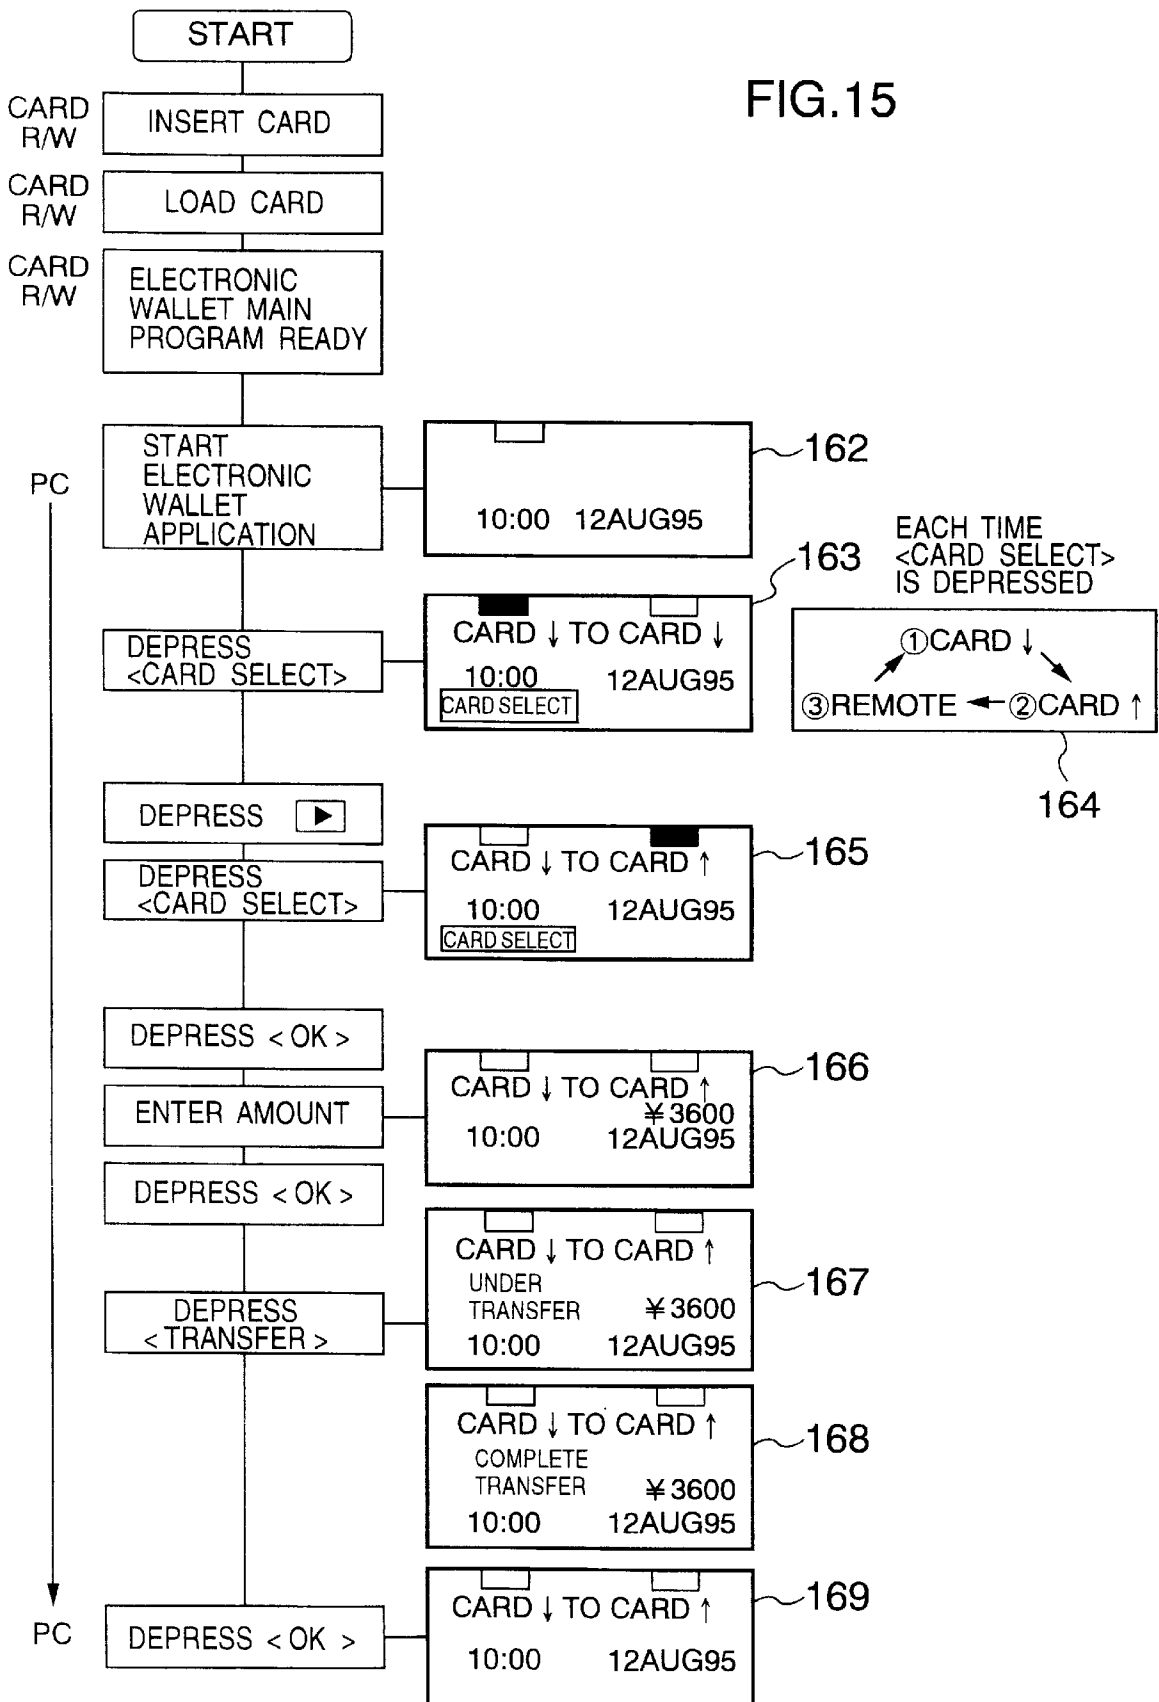 START
FIG.15
CARD
R/W
INSERT CARD
CARD
R/W
LOAD CARD
CARD
R/W
ELECTRONIC
WALLET MAIN
PROGRAM READY
PC
START
ELECTRONIC
WALLET
APPLICATION
10:00 12AUG95
162
DEPRESS
<CARD SELECT>
CARD ↓ TO CARD ↓
10:00 12AUG95
CARD SELECT
163
EACH TIME
<CARD SELECT>
IS DEPRESSED
①CARD ↓
③REMOTE ②CARD ↑
164
DEPRESS ▶
DEPRESS
<CARD SELECT>
CARD ↓ TO CARD ↑
10:00 12AUG95
CARD SELECT
165
DEPRESS <OK>
ENTER AMOUNT
CARD ↓ TO CARD ↑
¥3600
10:00 12AUG95
166
DEPRESS <OK>
DEPRESS
<TRANSFER>
CARD ↓ TO CARD ↑
UNDER
TRANSFER ¥3600
10:00 12AUG95
167
CARD ↓ TO CARD ↑
COMPLETE
TRANSFER ¥3600
10:00 12AUG95
168
PC
DEPRESS <OK>
CARD ↓ TO CARD ↑
10:00 12AUG95
169